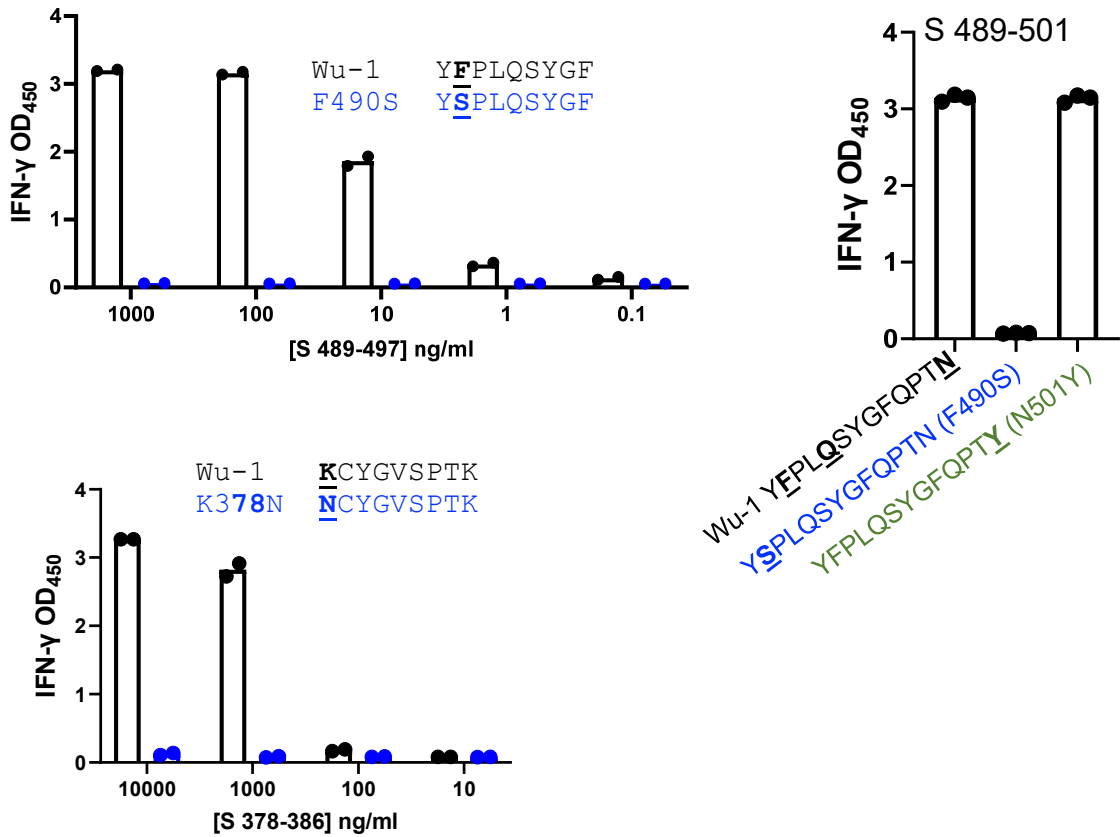 4
3
2
1
0
IFN-γ OD450
Wu-1 YFPLQSYGF
F490S YSPLQSYGF
1000 100 10 1 0.1
[S 489-497] ng/ml
S 489-501
4
3
2
1
0
IFN-γ OD450
Wu-1 YFPLQSYGFQPTN
YSPLQSYGFQPTN (F490S)
YFPLQSYGFQPTY (N501Y)
Wu-1 KCYGVSPTK
K378N NCYGVSPTK
4
3
2
1
0
IFN-γ OD450
10000 1000 100 10
[S 378-386] ng/ml